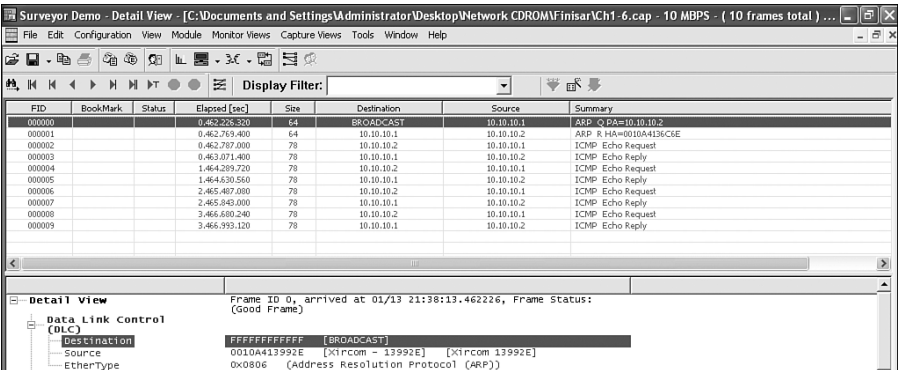 Surveyor Demo - Detail View - [C:\Documents and Settings\Administrator\Desktop\Network CDROM\Finisar\Ch1-6.cap - 10 MBPS - ( 10 frames total ) ...
File Edit Configuration View Module Monitor Views Capture Views Tools Window Help
Display Filter:
FID BookMark Status Elapsed [sec] Size Destination Source Summary
000000 0.462.226.320 64 BROADCAST 10.10.10.1 ARP Q PA=10.10.10.2
000001 0.462.769.400 64 10.10.10.1 10.10.10.2 ARP R HA=0010A4136C6E
000002 0.462.787.000 78 10.10.10.2 10.10.10.1 ICMP Echo Request
000003 0.463.071.400 78 10.10.10.1 10.10.10.2 ICMP Echo Reply
000004 1.464.289.720 78 10.10.10.2 10.10.10.1 ICMP Echo Request
000005 1.464.630.560 78 10.10.10.1 10.10.10.2 ICMP Echo Reply
000006 2.465.487.080 78 10.10.10.2 10.10.10.1 ICMP Echo Request
000007 2.465.843.000 78 10.10.10.1 10.10.10.2 ICMP Echo Reply
000008 3.466.680.240 78 10.10.10.2 10.10.10.1 ICMP Echo Request
000009 3.466.993.120 78 10.10.10.1 10.10.10.2 ICMP Echo Reply
Detail View Frame ID 0, arrived at 01/13 21:38:13.462226, Frame Status:
(Good Frame)
Data Link Control
(DLC)
Destination FFFFFFFFFFFF [BROADCAST]
Source 0010A413992E [Xircom - 13992E] [Xircom 13992E]
EtherType 0x0806 (Address Resolution Protocol (ARP))